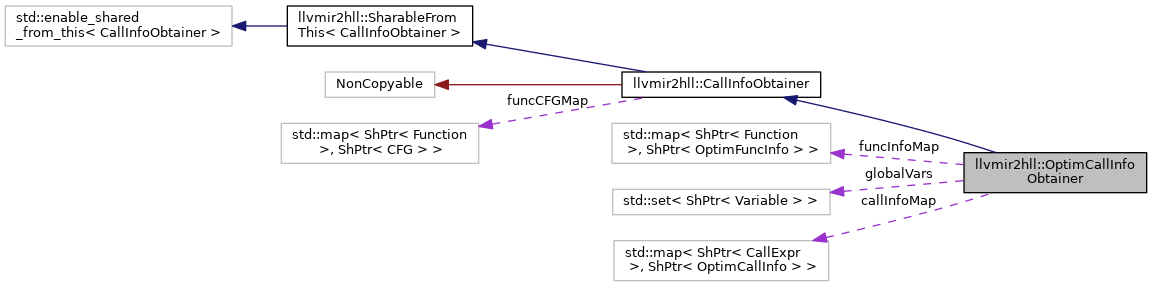 std::enable_shared
_from_this< CallInfoObtainer >
llvmir2hll::SharableFrom
This< CallInfoObtainer >
NonCopyable
llvmir2hll::CallInfoObtainer
funcCFGMap
std::map< ShPtr< Function
>, ShPtr< CFG > >
std::map< ShPtr< Function
>, ShPtr< OptimFuncInfo > >
funcInfoMap
llvmir2hll::OptimCallInfo
Obtainer
globalVars
std::set< ShPtr< Variable > >
callInfoMap
std::map< ShPtr< CallExpr
>, ShPtr< OptimCallInfo > >